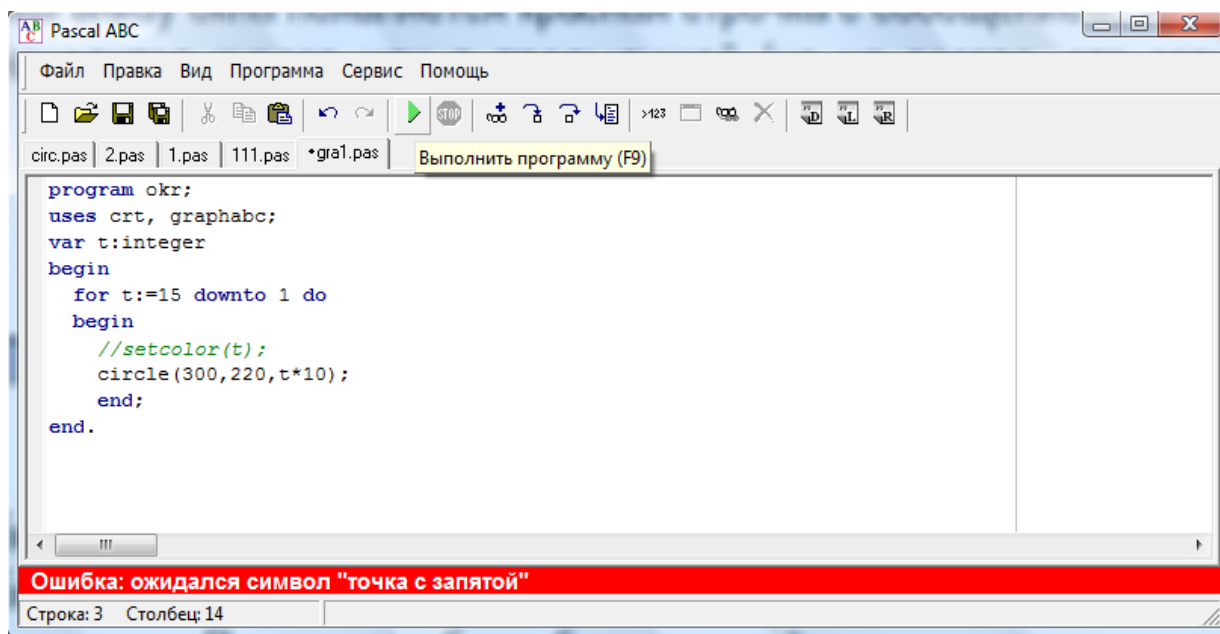 Pascal ABC
Файл Правка Вид Программа Сервис Помощь
circ.pas 2.pas 1.pas 111.pas •gra1.pas
Выполнить программу (F9)
program okr;
uses crt, graphabc;
var t:integer
begin
for t:=15 downto 1 do
begin
//setcolor(t);
circle(300,220,t*10);
end;
end.
Ошибка: ожидался символ "точка с запятой"
Строка: 3 Столбец: 14